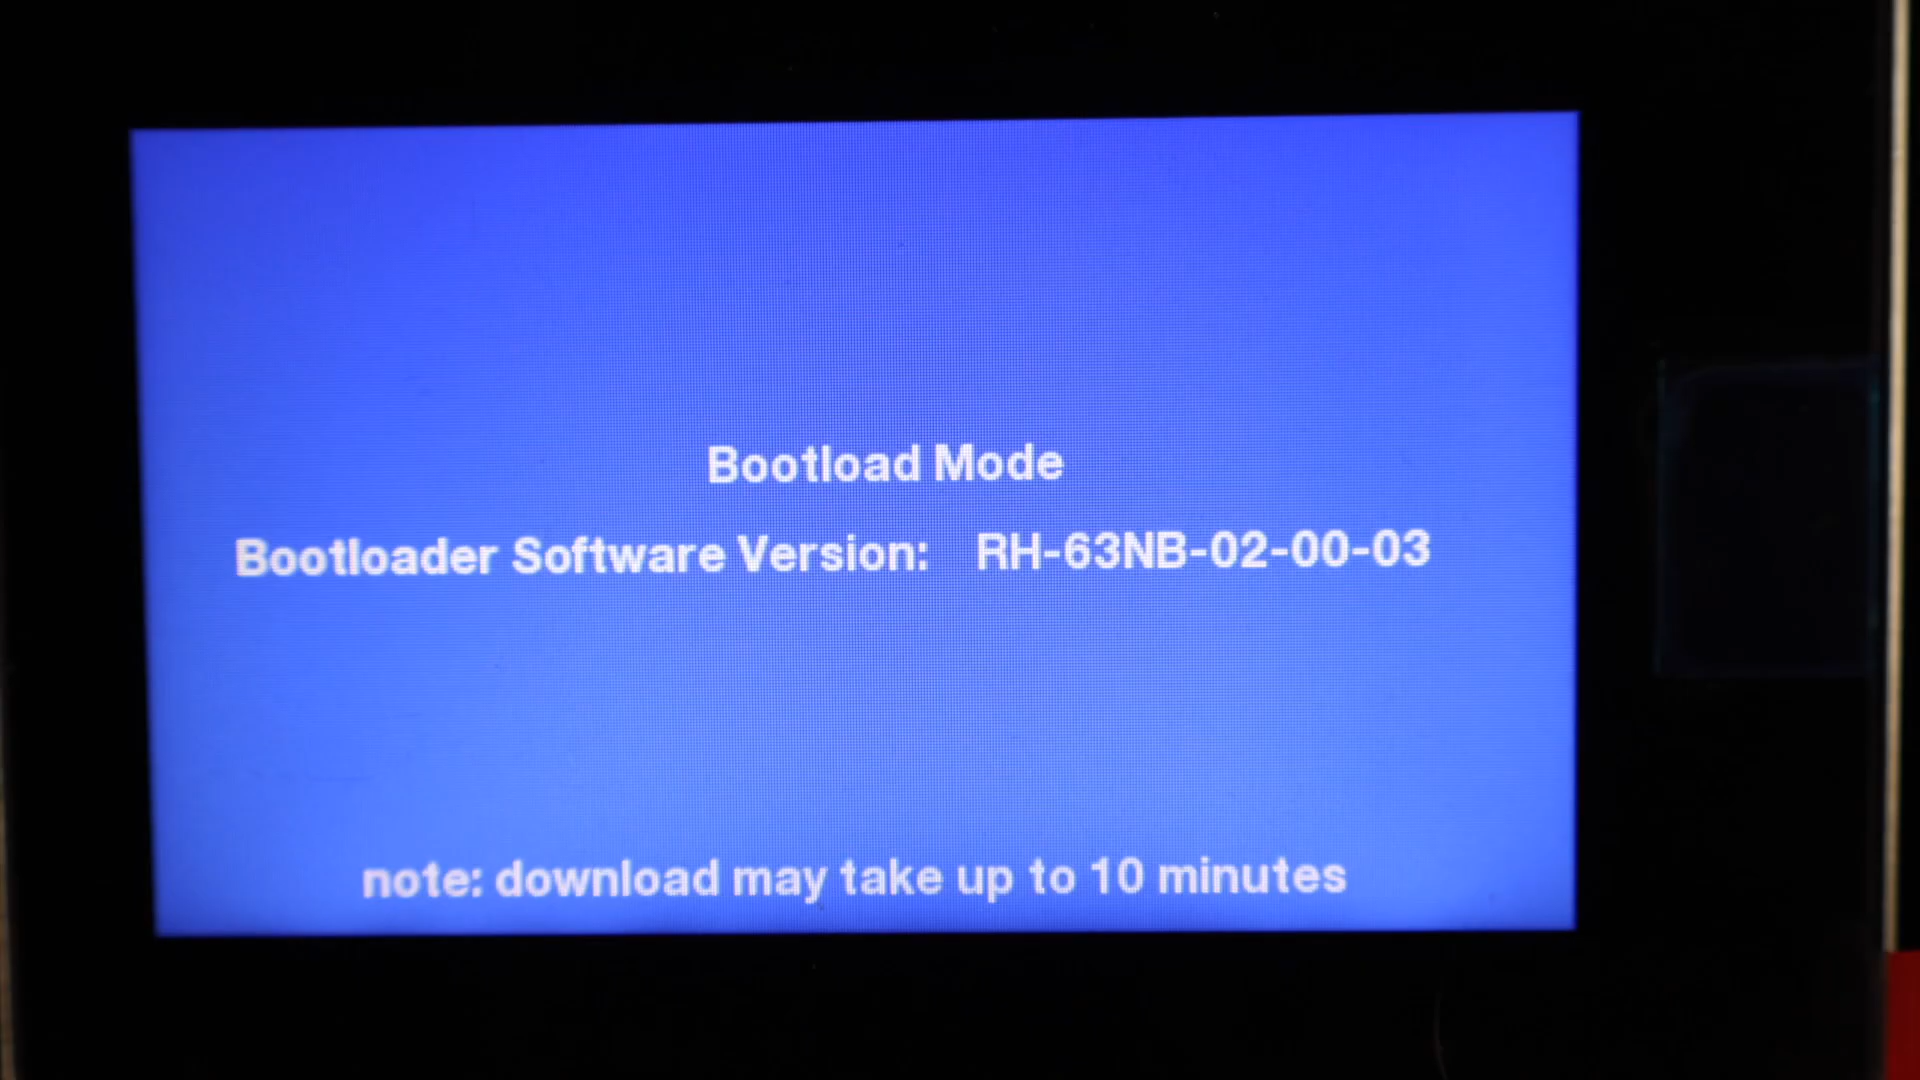 Bootload Mode
Bootloader Software Version: RH-63NB-02-00-03
note: download may take up to 10 minutes